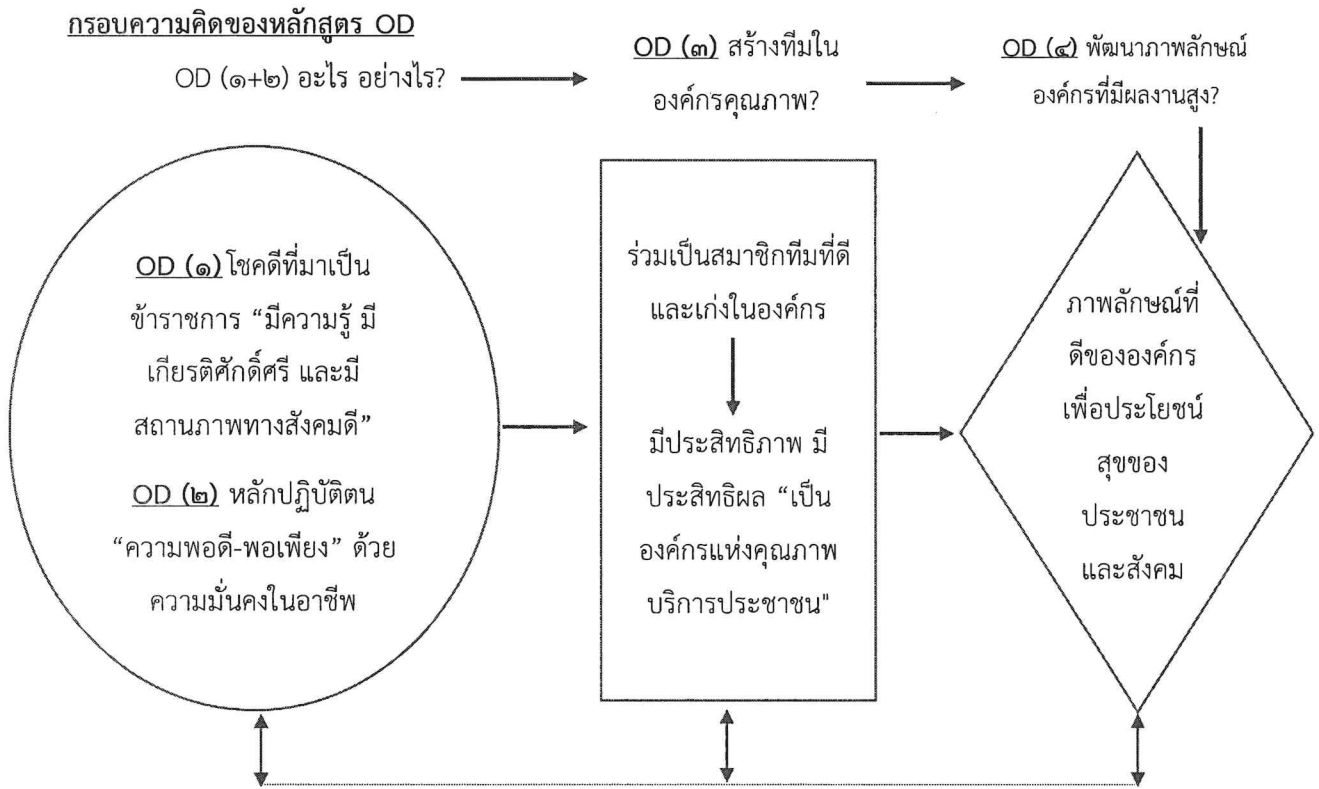 กรอบความคิดของหลักสูตร OD
OD (๑+๒) อะไร อย่างไร?
OD (๓) สร้างทีมใน
องค์กรคุณภาพ?
OD (๔) พัฒนาภาพลักษณ์
องค์กรที่มีผลงานสูง?
OD (๑) โชคดีที่มาเป็น
ข้าราชการ “มีความรู้ มี
เกียรติศักดิ์ศรี และมี
สถานภาพทางสังคมดี”
OD (๒) หลักปฏิบัติตน
“ความพอดี-พอเพียง” ด้วย
ความมั่นคงในอาชีพ
ร่วมเป็นสมาชิกทีมที่ดี
และเก่งในองค์กร
มีประสิทธิภาพ มี
ประสิทธิผล “เป็น
องค์กรแห่งคุณภาพ
บริการประชาชน"
ภาพลักษณ์ที่
ดีขององค์กร
เพื่อประโยชน์
สุขของ
ประชาชน
และสังคม